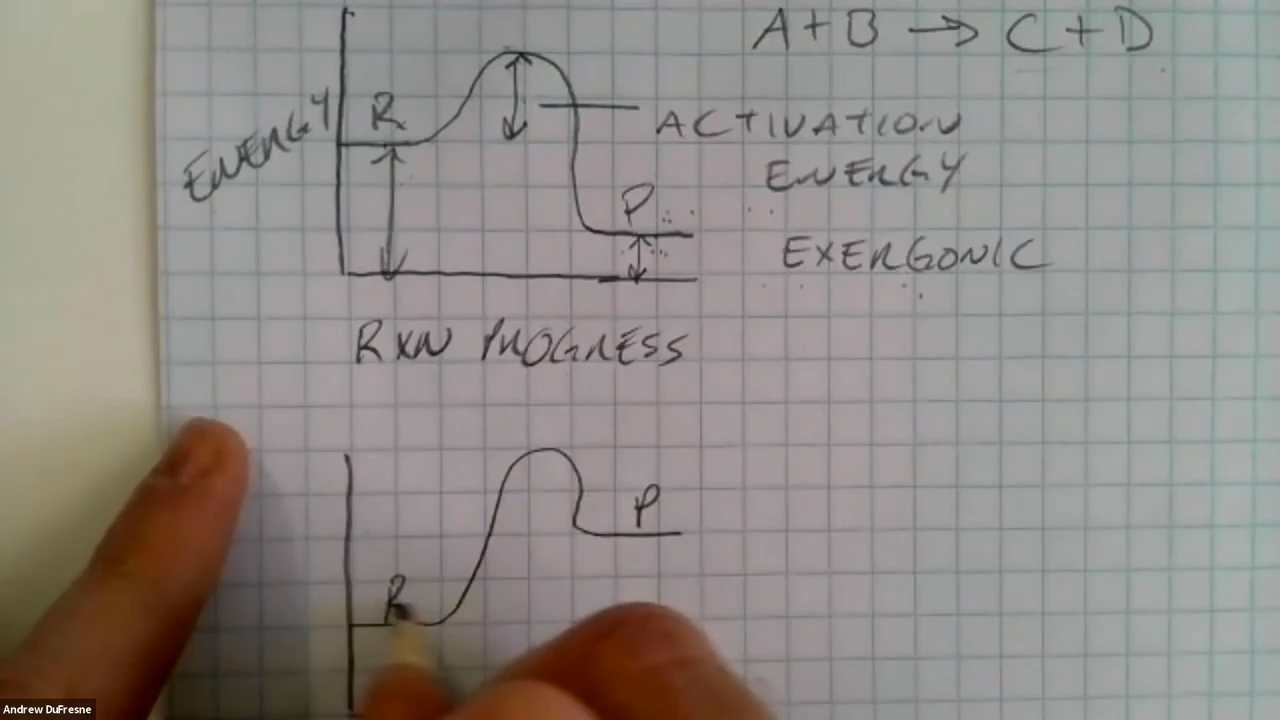 A + B → C + D
ENERGY
R
ACTIVATION
ENERGY
P
EXERGONIC
RXN PROGRESS
P
R
Andrew DuFresne